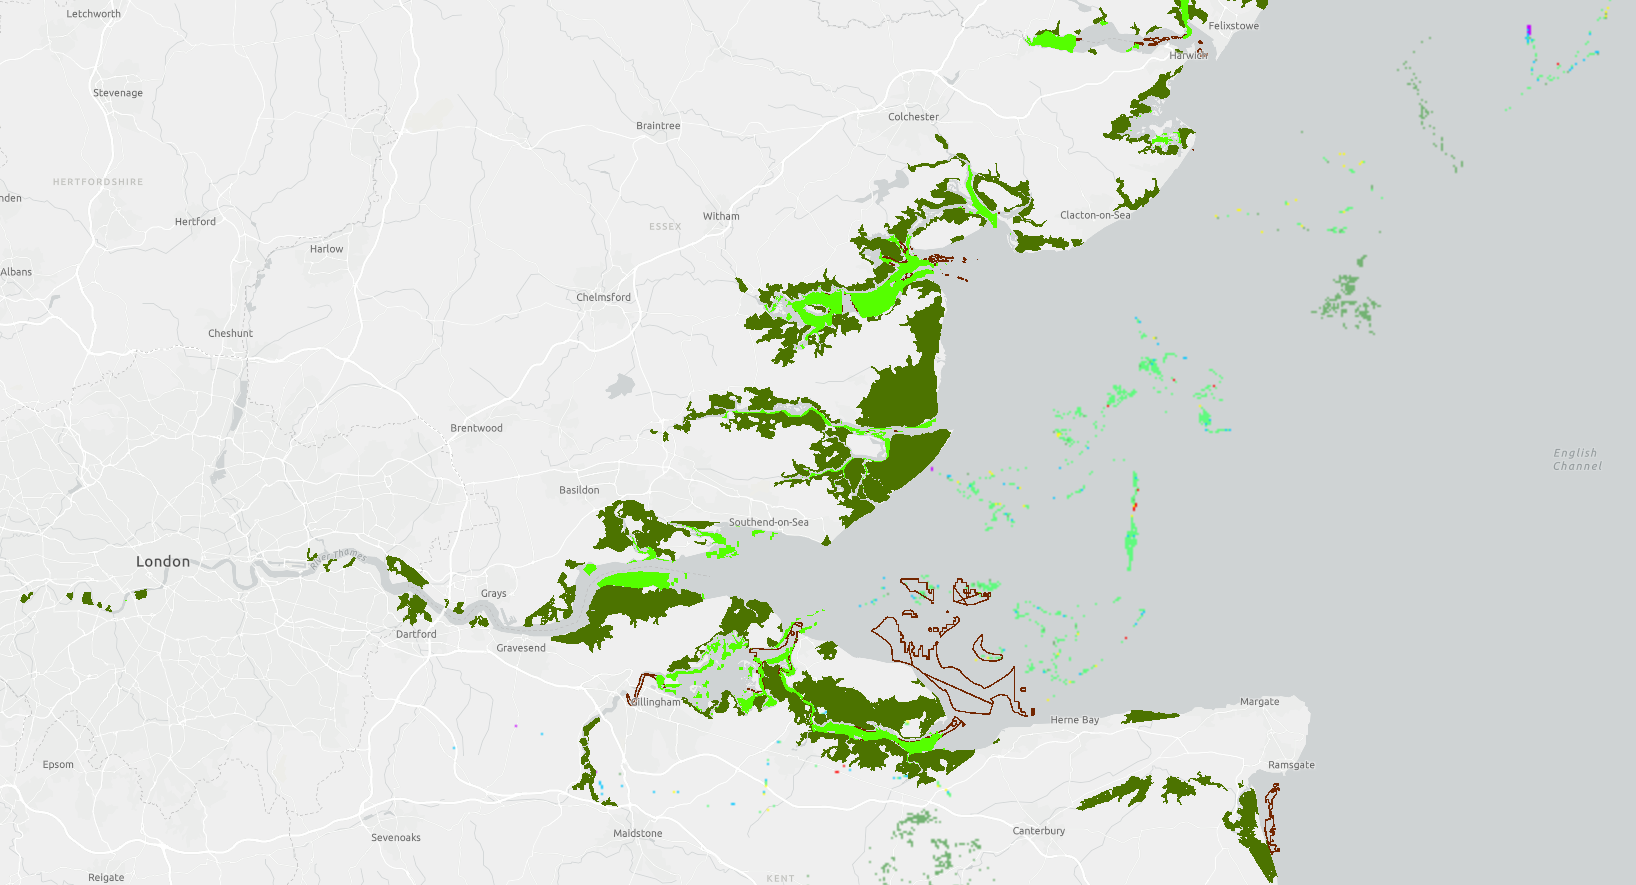 Letchworth
Felixstowe
Harwich
Stevenage
Colchester
Braintree
HERTFORDSHIRE
den
Hertford
Witham
Clacton-on-Sea
ESSEX
Harlow
Albans
Chelmsford
Cheshunt
Brentwood
English
Channel
Basildon
Southend-on-Sea
London
River Thames
Grays
Dartford
Gravesend
Gillingham
Margate
Herne Bay
Epsom
Ramsgate
Sevenoaks
Maidstone
Canterbury
Reigate
KENT